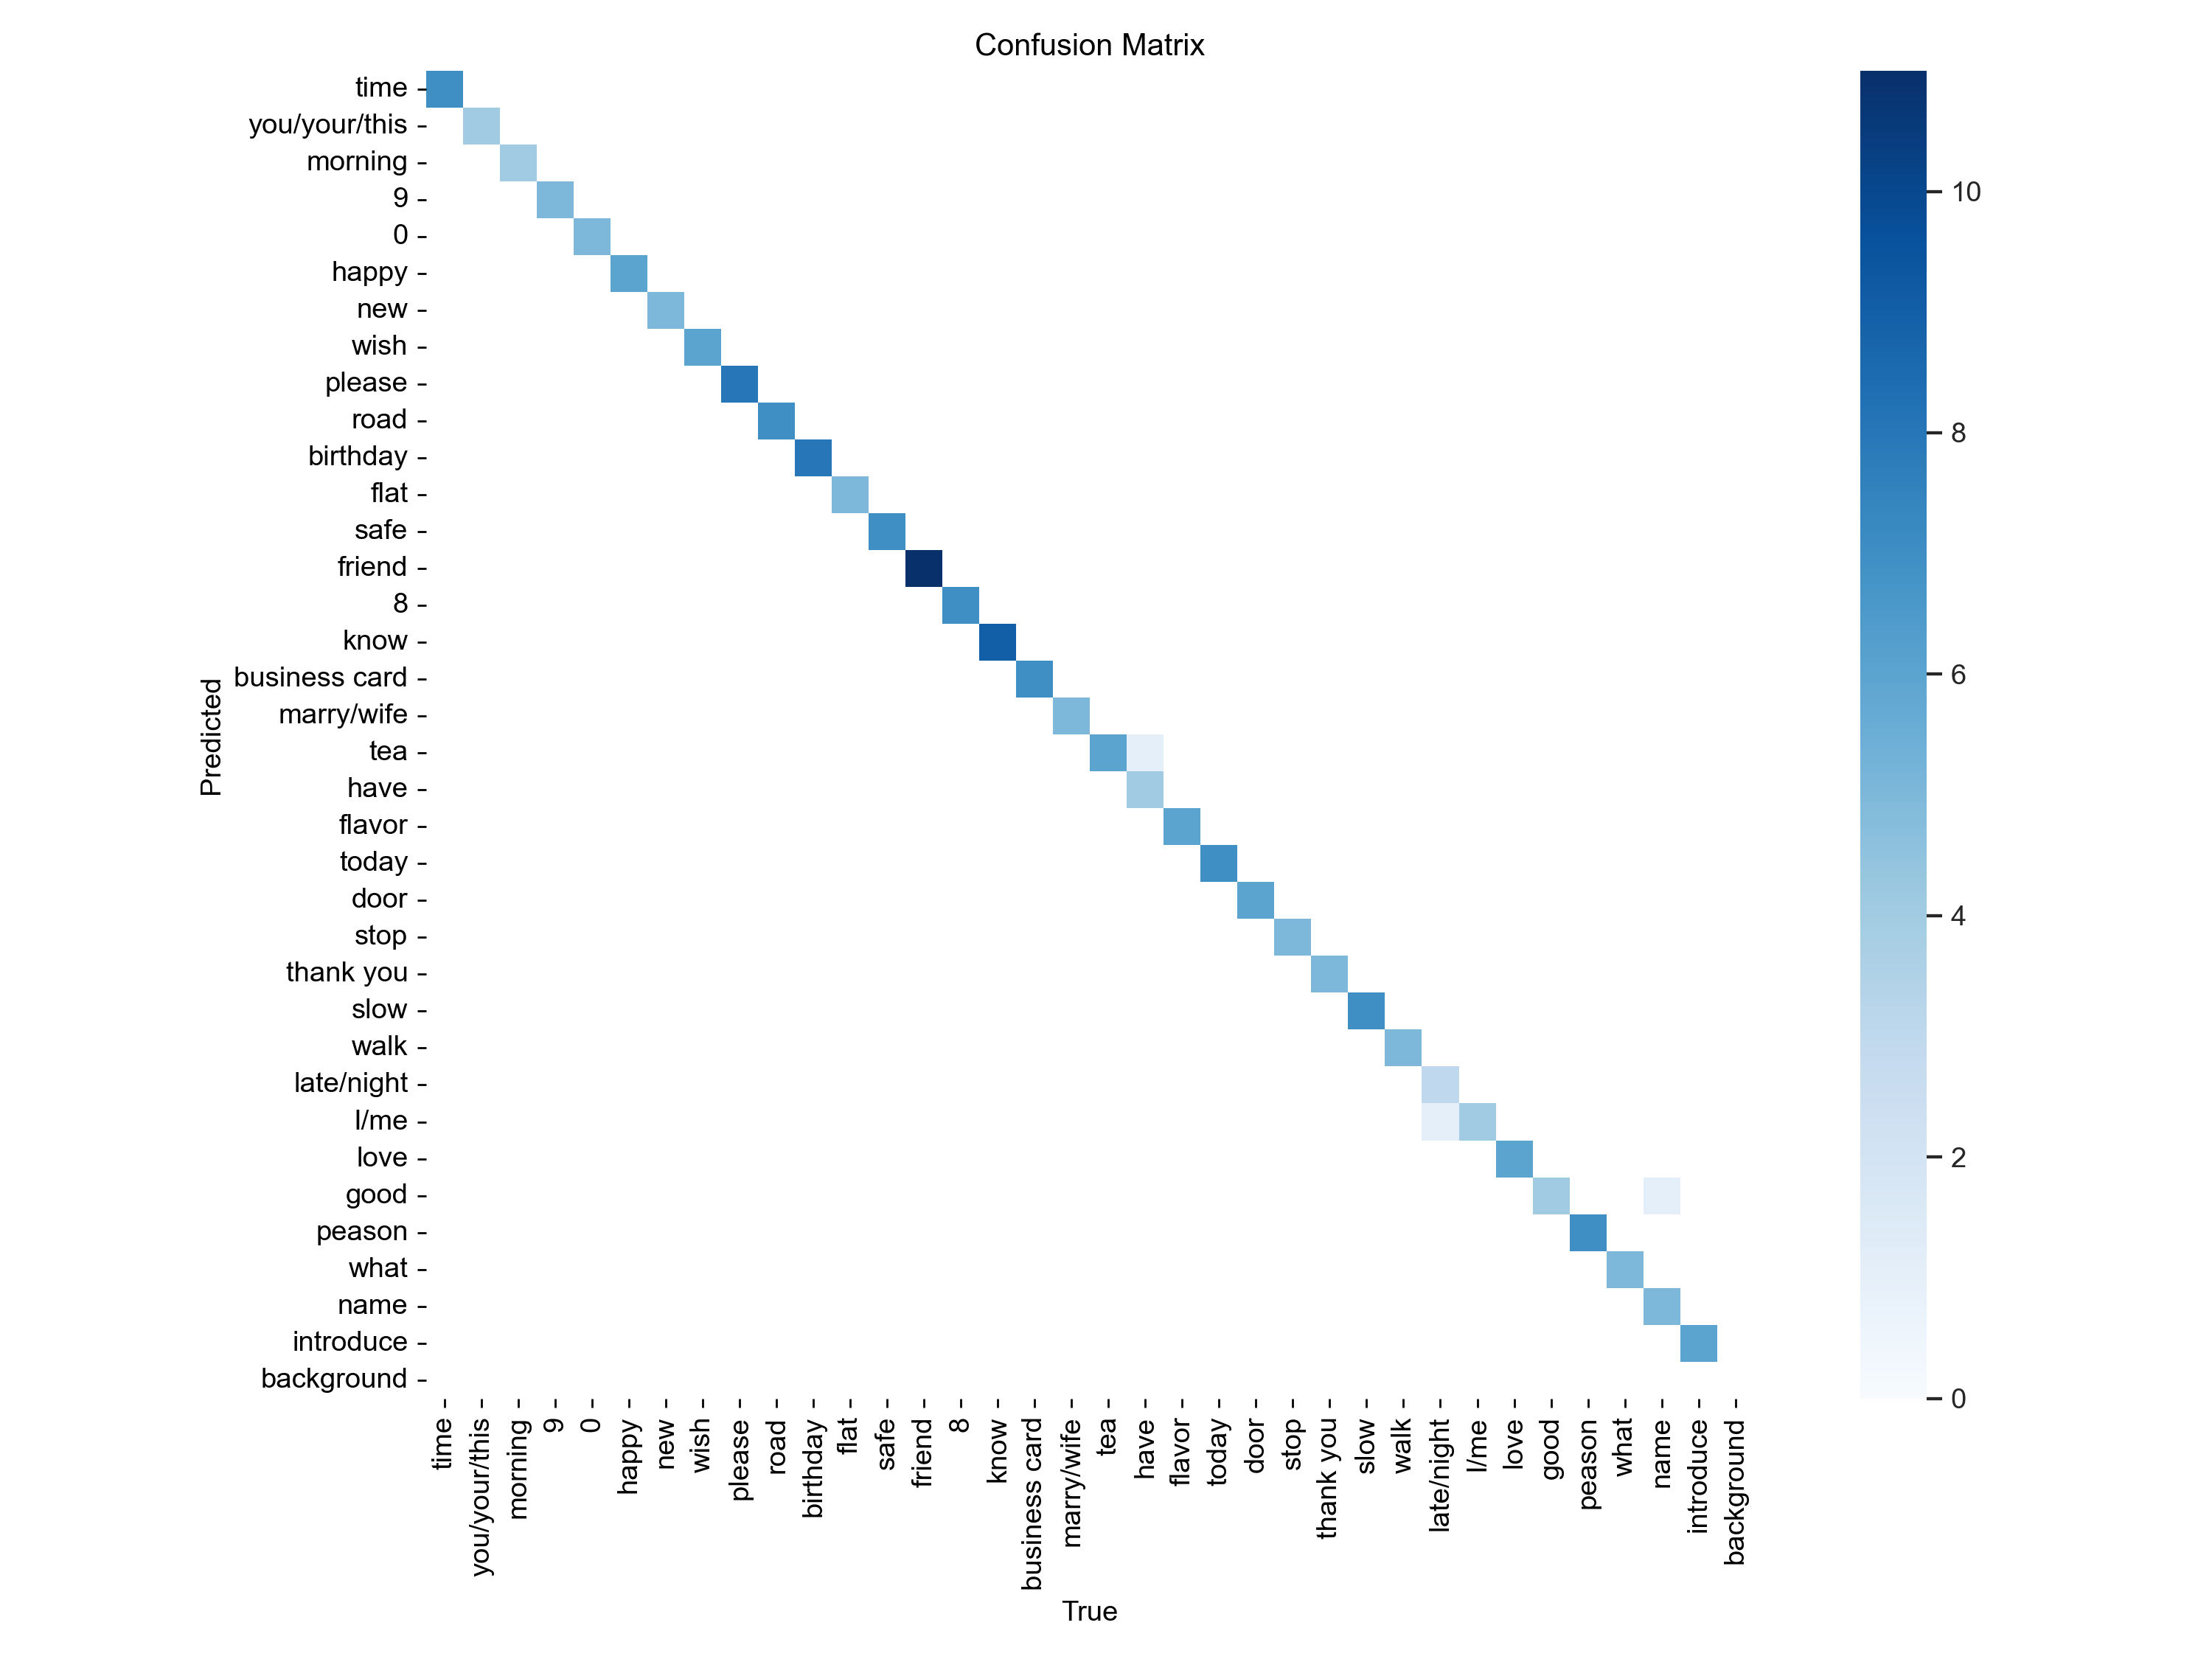 Confusion Matrix
time
you/your/this
morning
9
0
happy
new
wish
please
road
birthday
flat
safe
friend
8
know
business card
marry/wife
tea
have
flavor
today
door
stop
thank you
slow
walk
late/night
I/me
love
good
peason
what
name
introduce
background
Predicted
time
you/your/this
morning
9
0
happy
new
wish
please
road
birthday
flat
safe
friend
8
know
business card
marry/wife
tea
have
flavor
today
door
stop
thank you
slow
walk
late/night
I/me
love
good
peason
what
name
introduce
background
True
10
8
6
4
2
0